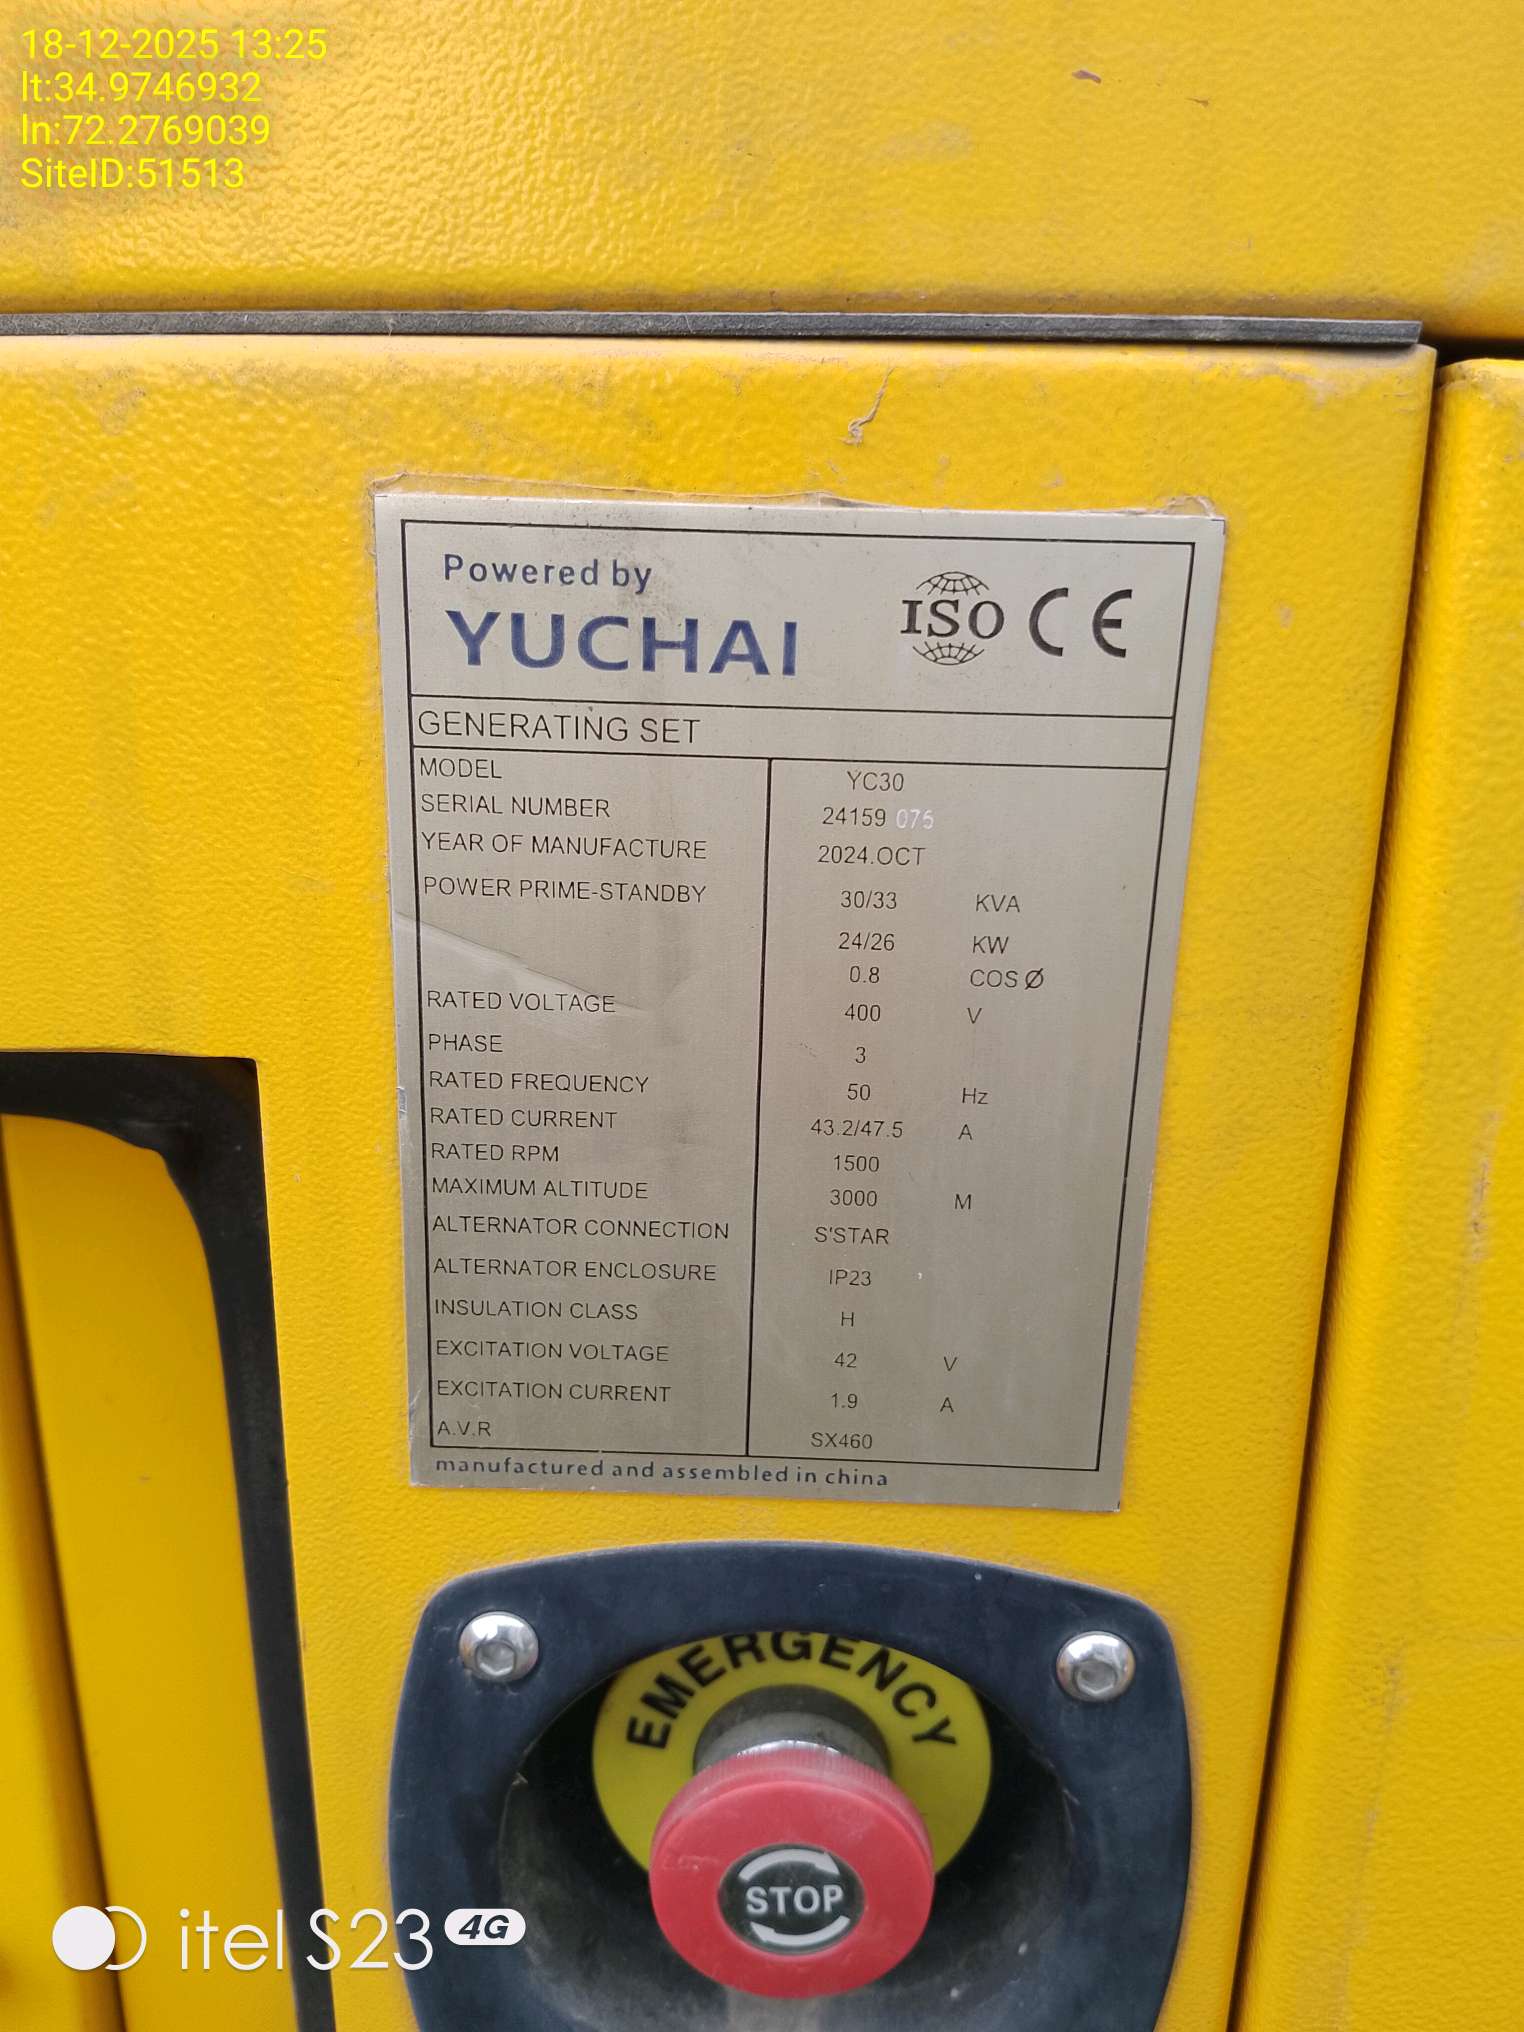 18-12-2025 13:25
lt:34.9746932
ln:72.2769039
SiteID:51513
Powered by
YUCHAI
ISO CE
GENERATING SET
MODEL YC30
SERIAL NUMBER 24159 075
YEAR OF MANUFACTURE 2024.OCT
POWER PRIME-STANDBY 30/33 KVA
24/26 KW
0.8 COS Ø
RATED VOLTAGE 400 V
PHASE 3
RATED FREQUENCY 50 Hz
RATED CURRENT 43.2/47.5 A
RATED RPM 1500
MAXIMUM ALTITUDE 3000 M
ALTERNATOR CONNECTION S'STAR
ALTERNATOR ENCLOSURE IP23
INSULATION CLASS H
EXCITATION VOLTAGE 42 V
EXCITATION CURRENT 1.9 A
A.V.R SX460
manufactured and assembled in china
EMERGENCY
STOP
itel S23 4G